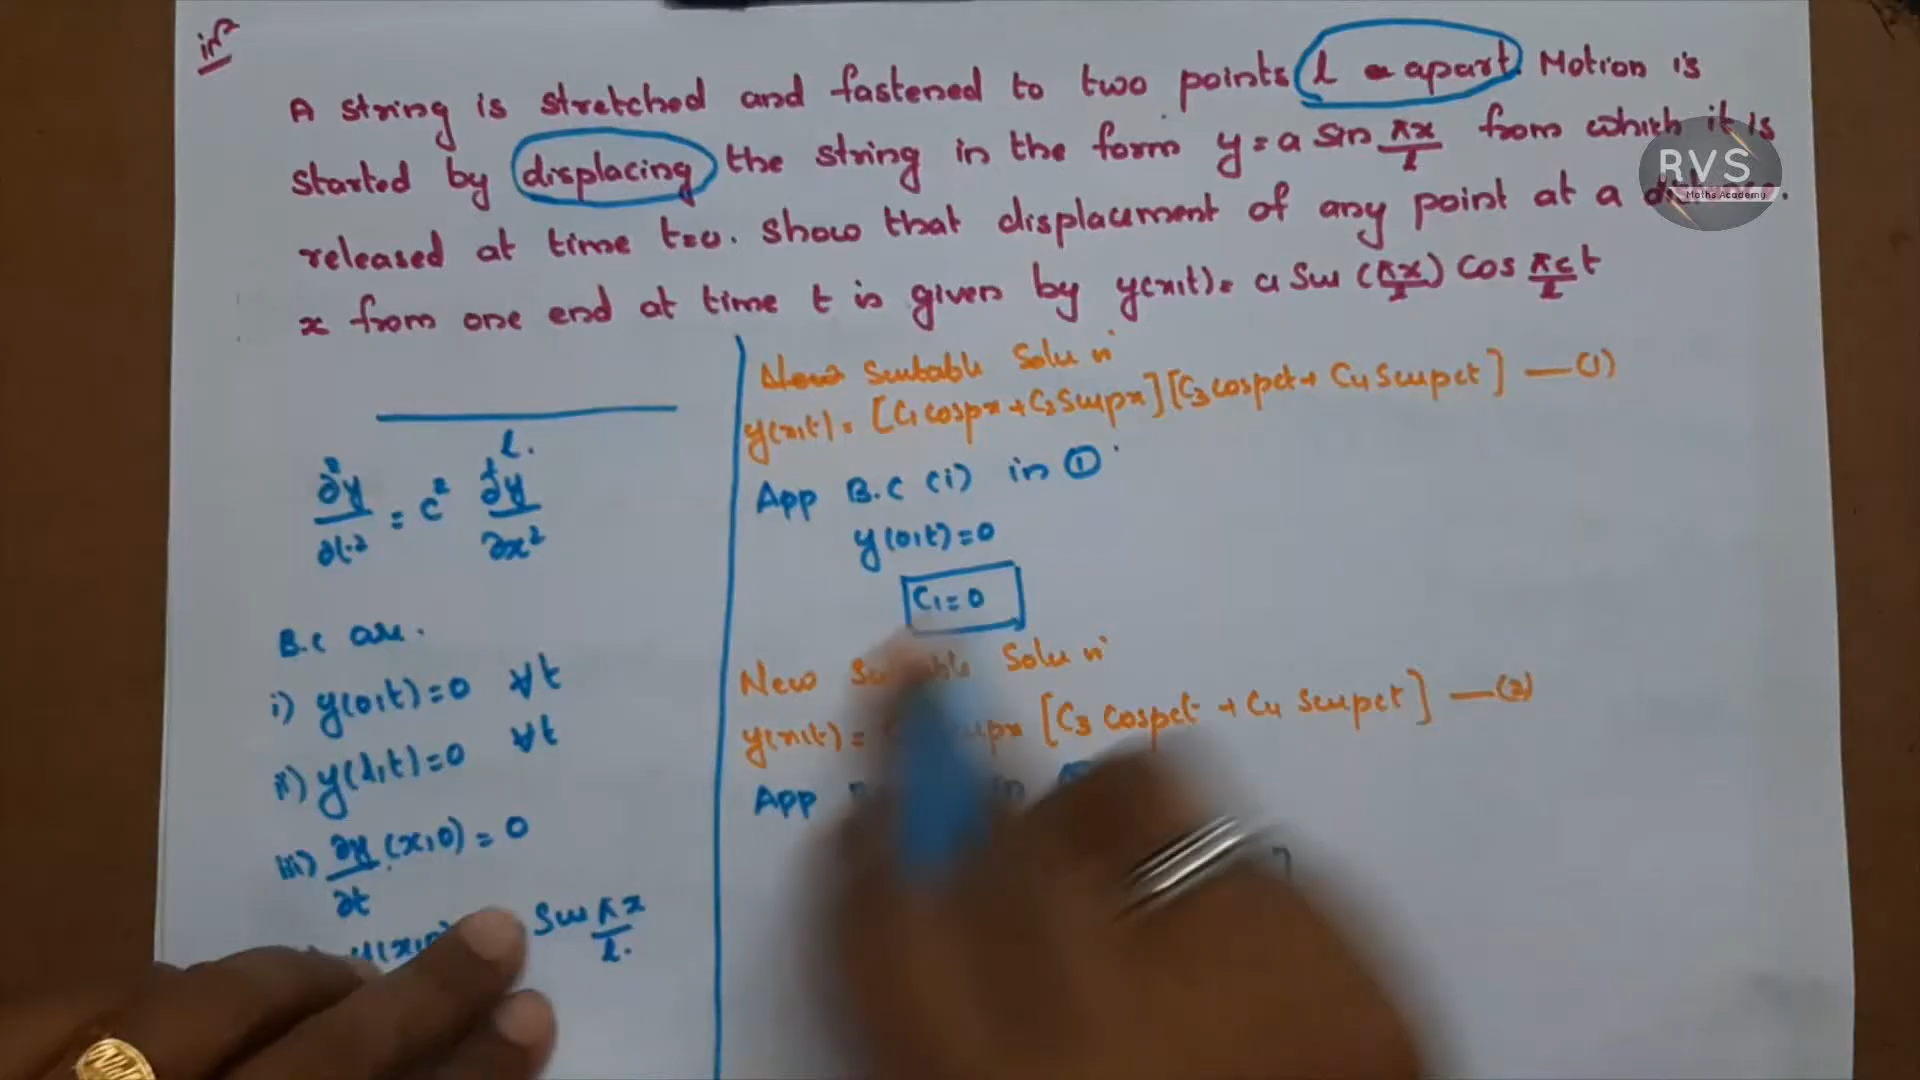 A string is stretched and fastened to two points l apart. Motion is
started by displacing the string in the form y = a sin πx/l from which it is
released at time t=0. Show that displacement of any point at a distance.
x from one end at time t is given by y(x,t) = a sin (πx/l) cos πc/l t
RVS
Maths Academy
l.
∂²y/∂t² = c² ∂²y/∂x²
B.C are.
i) y(0,t)=0 ∀t
ii) y(l,t)=0 ∀t
iii) ∂y/∂t (x,0) = 0
y(x, sin πx/l.
New Suitable Solu n
y(x,t) = [C₁ cospx + C₂ sinpx] [C₃ cospct + C₄ sinpct] —(1)
App B.C (i) in ①
y(0,t)=0
C₁=0
New Solu n
y(x,t) = [C₃ cospct + C₄ sinpct] —(2)
App